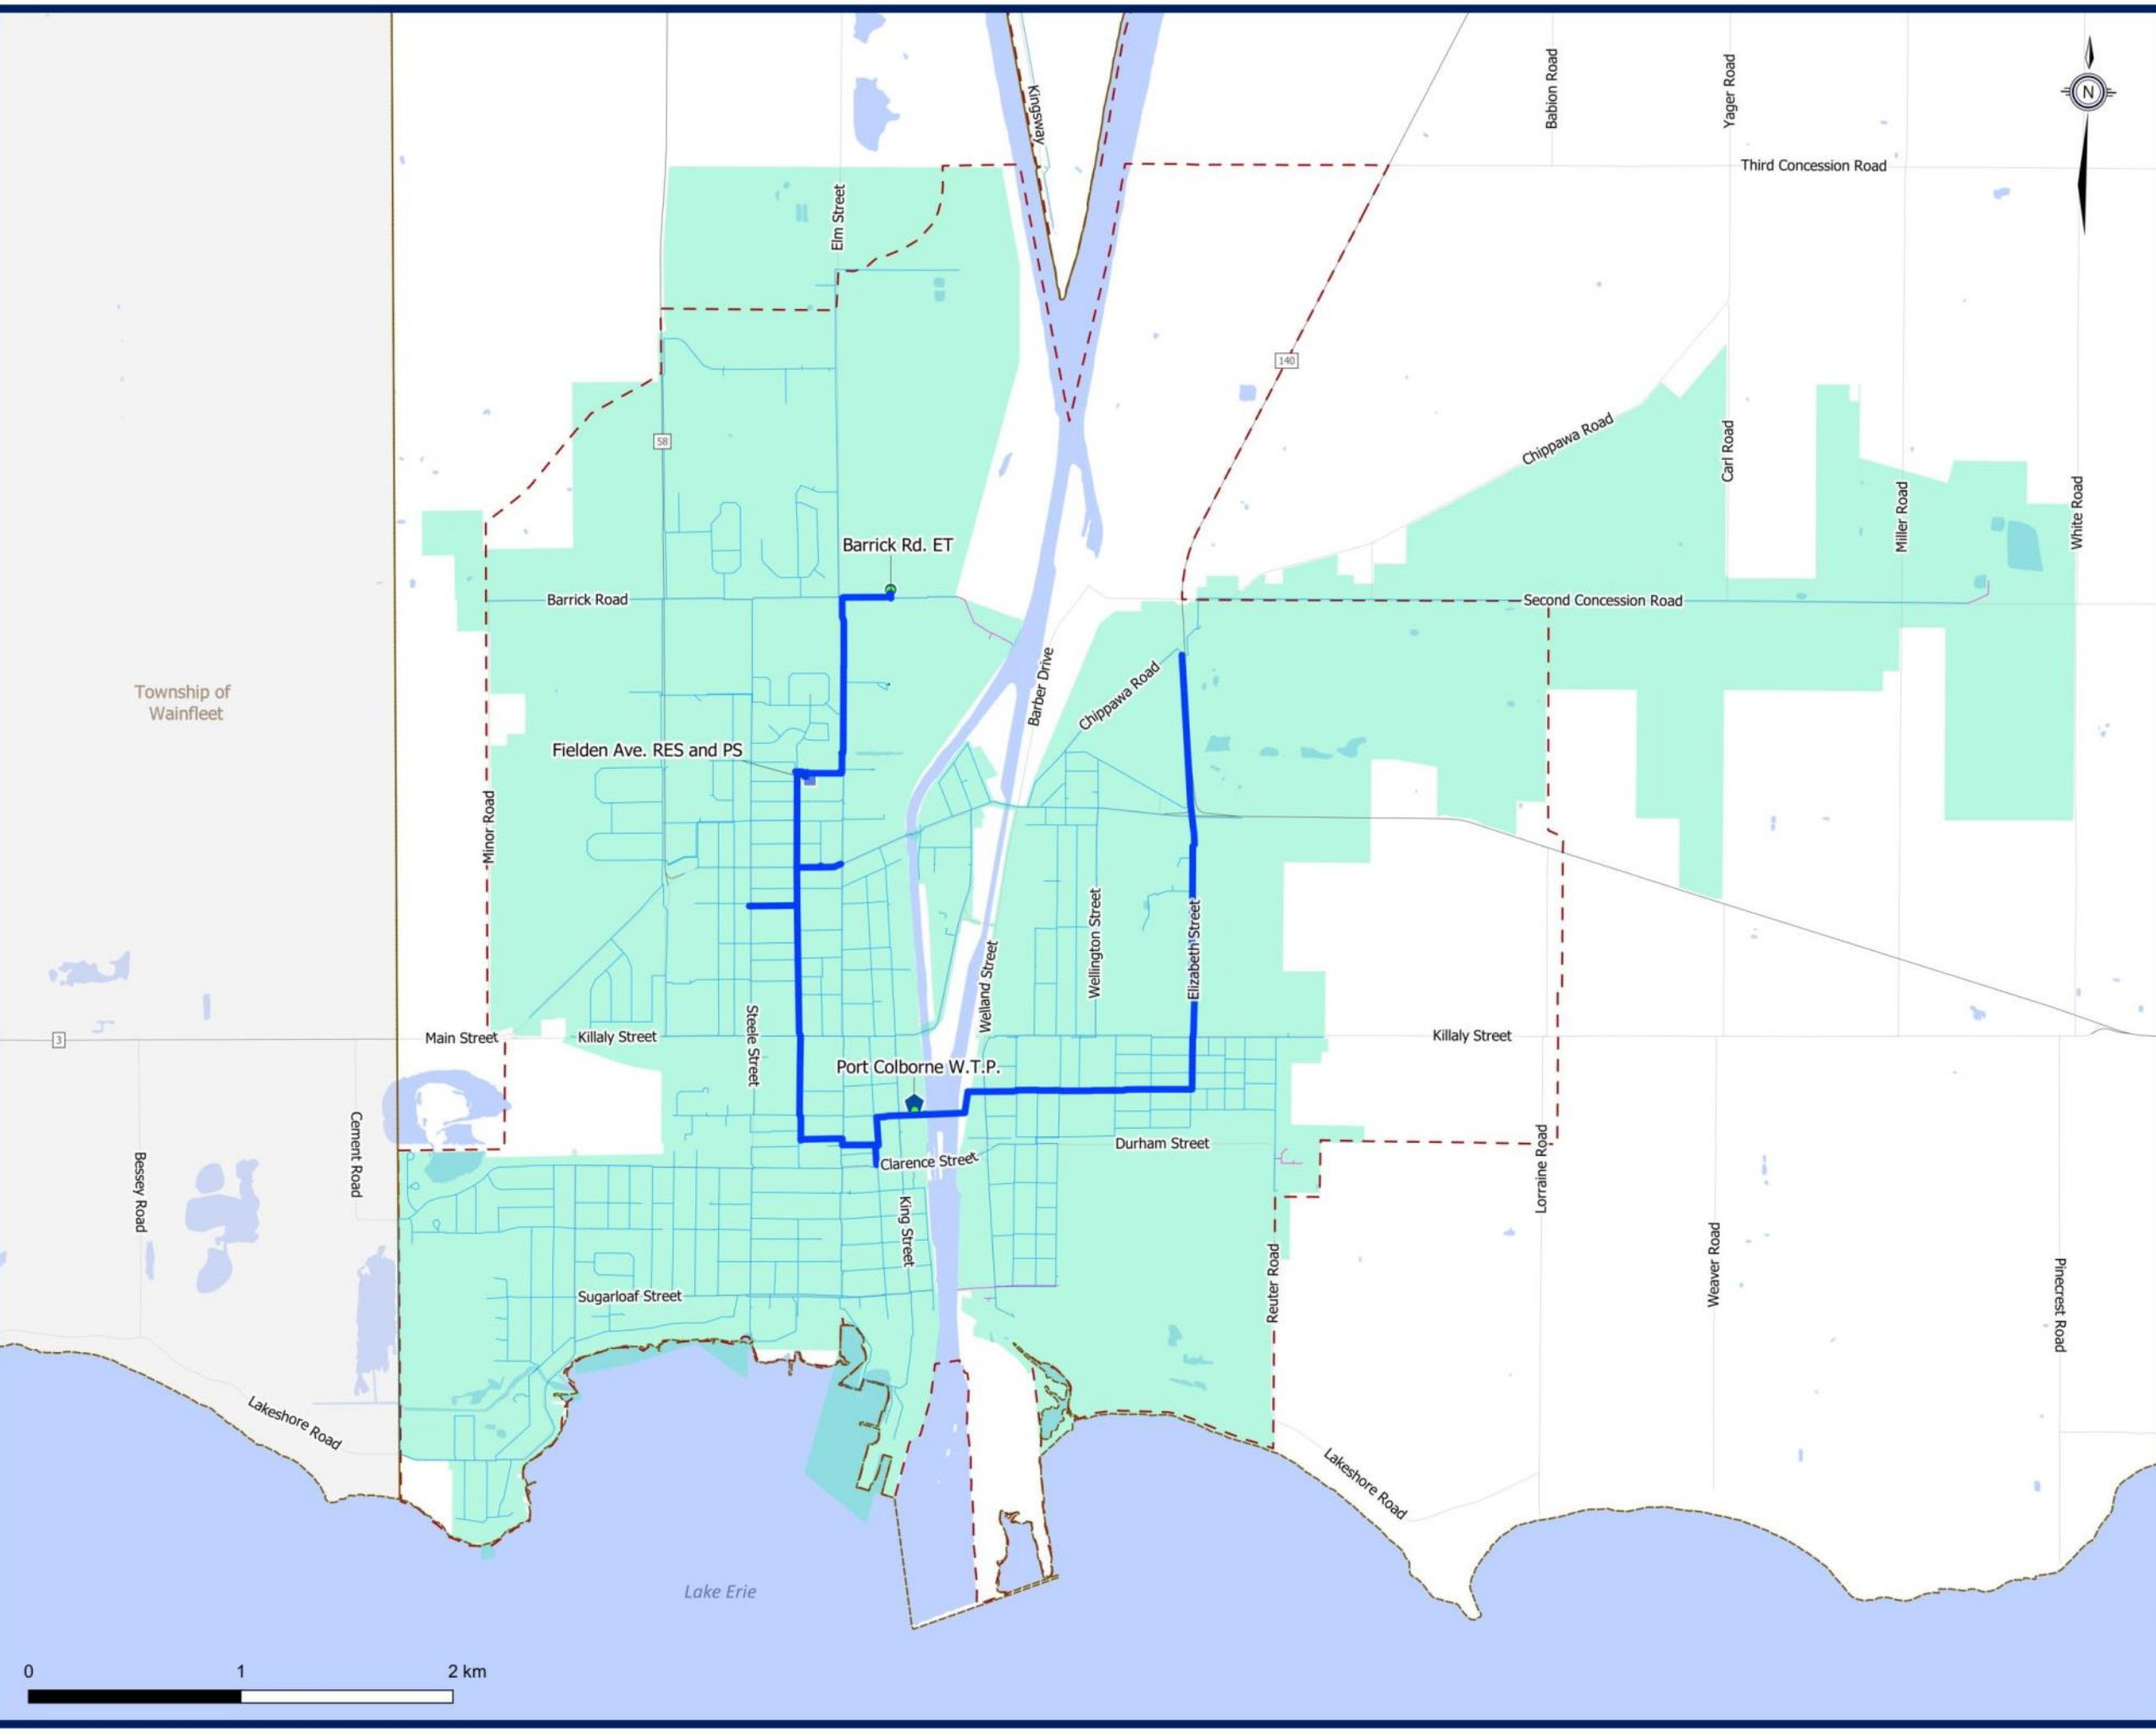 Kingsway
Babion Road
Yager Road
N
Third Concession Road
Elm Street
140
Chippawa Road
58
Carl Road
Miller Road
White Road
Barrick Rd. ET
Barrick Road
Second Concession Road
Township of
Wainfleet
Barber Drive
Chippawa Road
Fielden Ave. RES and PS
Minor Road
Wellington Street
Elizabeth Street
Welland Street
Steele Street
3
Main Street
Killaly Street
Killaly Street
Port Colborne W.T.P.
Cement Road
Bessey Road
Durham Street
Clarence Street
Lorraine Road
King Street
Reuter Road
Weaver Road
Pinecrest Road
Sugarloaf Street
Lakeshore Road
Lakeshore Road
Lake Erie
0 1 2 km